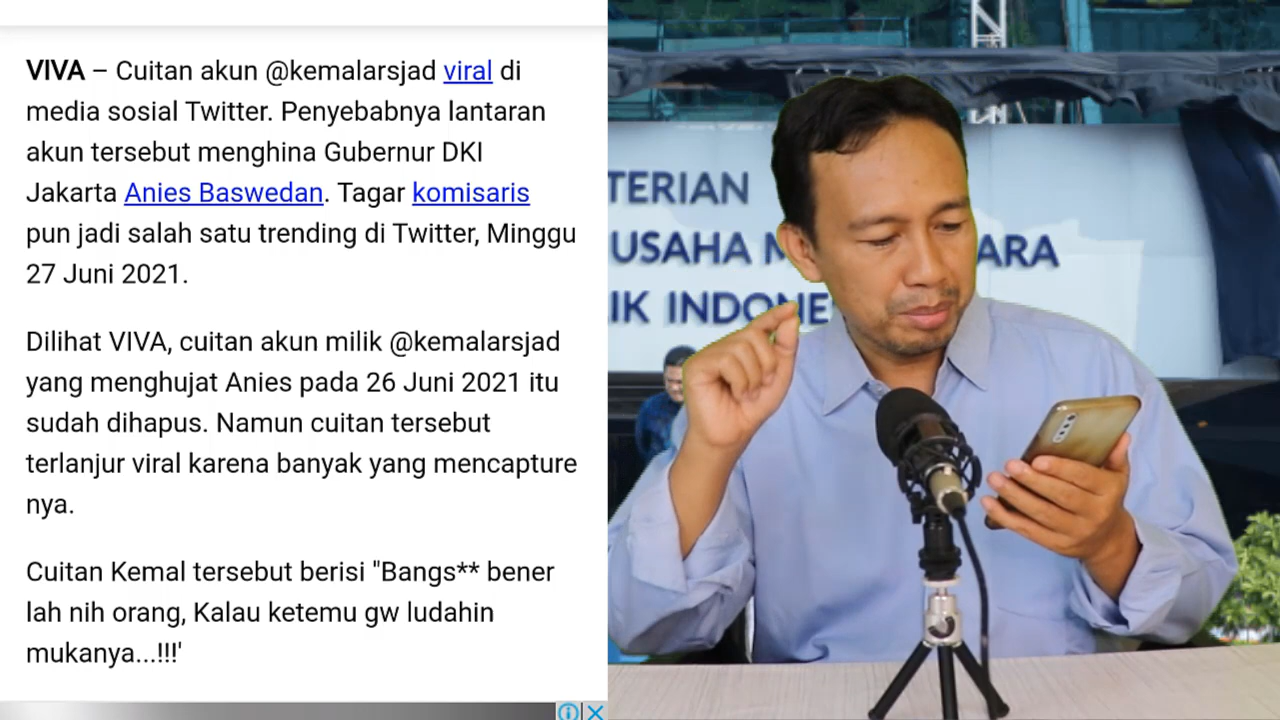 VIVA – Cuitan akun @kemalarsjad viral di
media sosial Twitter. Penyebabnya lantaran
akun tersebut menghina Gubernur DKI
Jakarta Anies Baswedan. Tagar komisaris
pun jadi salah satu trending di Twitter, Minggu
27 Juni 2021.
Dilihat VIVA, cuitan akun milik @kemalarsjad
yang menghujat Anies pada 26 Juni 2021 itu
sudah dihapus. Namun cuitan tersebut
terlanjur viral karena banyak yang mencapture
nya.
Cuitan Kemal tersebut berisi "Bangs** bener
lah nih orang, Kalau ketemu gw ludahin
mukanya...!!!'
TERIAN
USAHA M ARA
IK INDONE